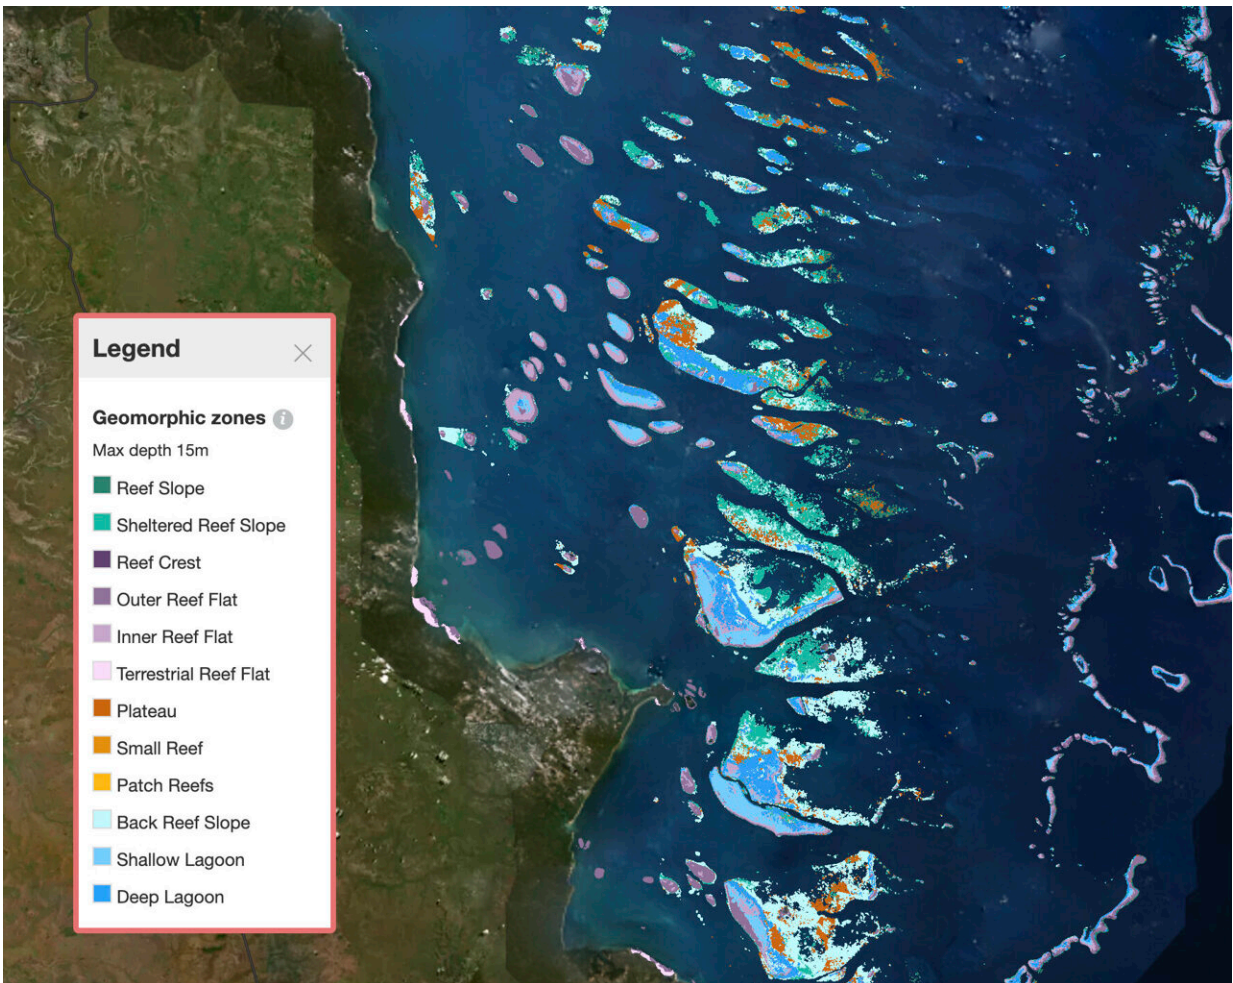 Legend
Geomorphic zones
Max depth 15m
Reef Slope
Sheltered Reef Slope
Reef Crest
Outer Reef Flat
Inner Reef Flat
Terrestrial Reef Flat
Plateau
Small Reef
Patch Reefs
Back Reef Slope
Shallow Lagoon
Deep Lagoon